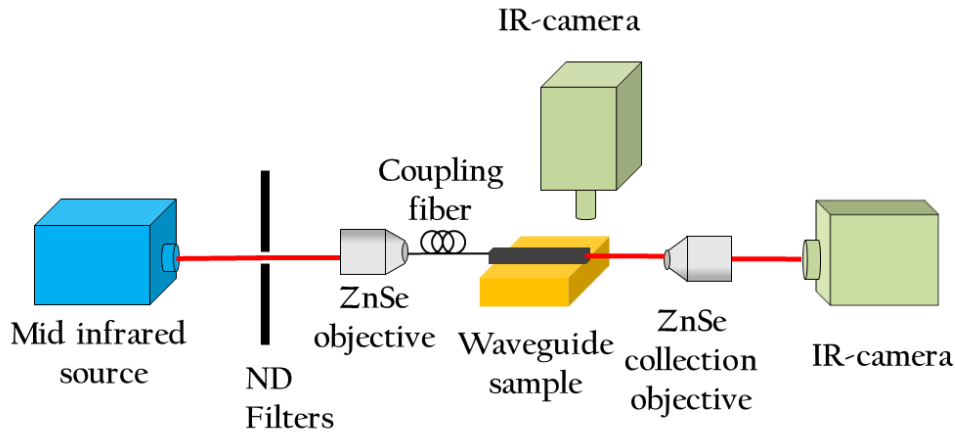 IR-camera
Coupling
fiber
Mid infrared
source
ND
Filters
ZnSe
objective
Waveguide
sample
ZnSe
collection
objective
IR-camera